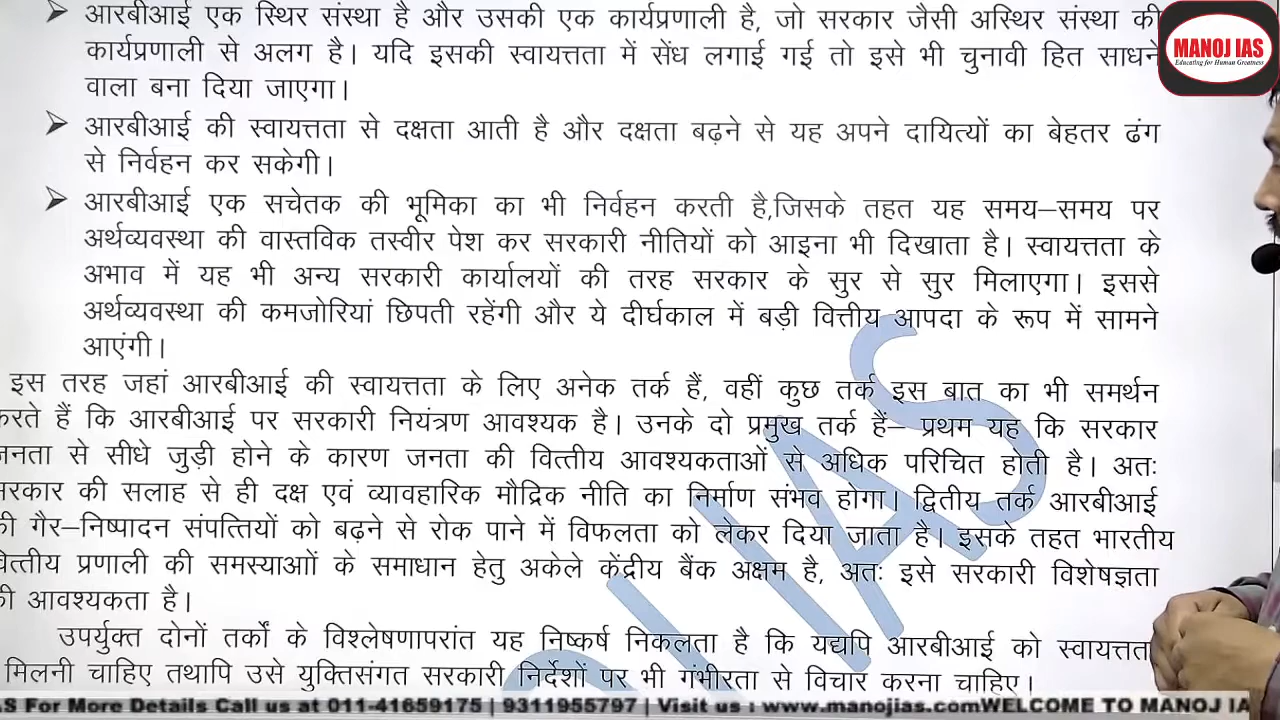 ➢ आरबीआई एक स्थिर संस्था है और उसकी एक कार्यप्रणाली है, जो सरकार जैसी अस्थिर संस्था की
कार्यप्रणाली से अलग है। यदि इसकी स्वायत्तता में सेंध लगाई गई तो इसे भी चुनावी हित साधने
वाला बना दिया जाएगा।
➢ आरबीआई की स्वायत्तता से दक्षता आती है और दक्षता बढ़ने से यह अपने दायित्यों का बेहतर ढंग
से निर्वहन कर सकेगी।
➢ आरबीआई एक सचेतक की भूमिका का भी निर्वहन करती है,जिसके तहत यह समय–समय पर
अर्थव्यवस्था की वास्तविक तस्वीर पेश कर सरकारी नीतियों को आइना भी दिखाता है। स्वायत्तता के
अभाव में यह भी अन्य सरकारी कार्यालयों की तरह सरकार के सुर से सुर मिलाएगा। इससे
अर्थव्यवस्था की कमजोरियां छिपती रहेंगी और ये दीर्घकाल में बड़ी वित्तीय आपदा के रूप में सामने
आएंगी।
इस तरह जहां आरबीआई की स्वायत्तता के लिए अनेक तर्क हैं, वहीं कुछ तर्क इस बात का भी समर्थन
करते हैं कि आरबीआई पर सरकारी नियंत्रण आवश्यक है। उनके दो प्रमुख तर्क हैं– प्रथम यह कि सरकार
जनता से सीधे जुड़ी होने के कारण जनता की वित्तीय आवश्यकताओं से अधिक परिचित होती है। अतः
सरकार की सलाह से ही दक्ष एवं व्यावहारिक मौद्रिक नीति का निर्माण संभव होगा। द्वितीय तर्क आरबीआई
की गैर–निष्पादन संपत्तियों को बढ़ने से रोक पाने में विफलता को लेकर दिया जाता है। इसके तहत भारतीय
वित्तीय प्रणाली की समस्याओं के समाधान हेतु अकेले केंद्रीय बैंक अक्षम है, अतः इसे सरकारी विशेषज्ञता
की आवश्यकता है।
उपर्युक्त दोनों तर्कों के विश्लेषणापरांत यह निष्कर्ष निकलता है कि यद्यपि आरबीआई को स्वायत्तता
मिलनी चाहिए तथापि उसे युक्तिसंगत सरकारी निर्देशों पर भी गंभीरता से विचार करना चाहिए।
MANOJ IAS
Educating for Human Greatness
IAS
S For More Details Call us at 011-41659175 | 9311955797 | Visit us : www.manojias.comWELCOME TO MANOJ IA